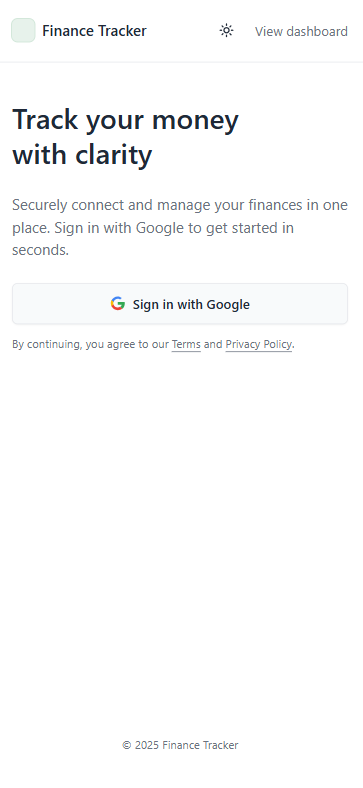 Finance Tracker
View dashboard
Track your money
with clarity
Securely connect and manage your finances in one
place. Sign in with Google to get started in
seconds.
Sign in with Google
By continuing, you agree to our Terms and Privacy Policy.
© 2025 Finance Tracker